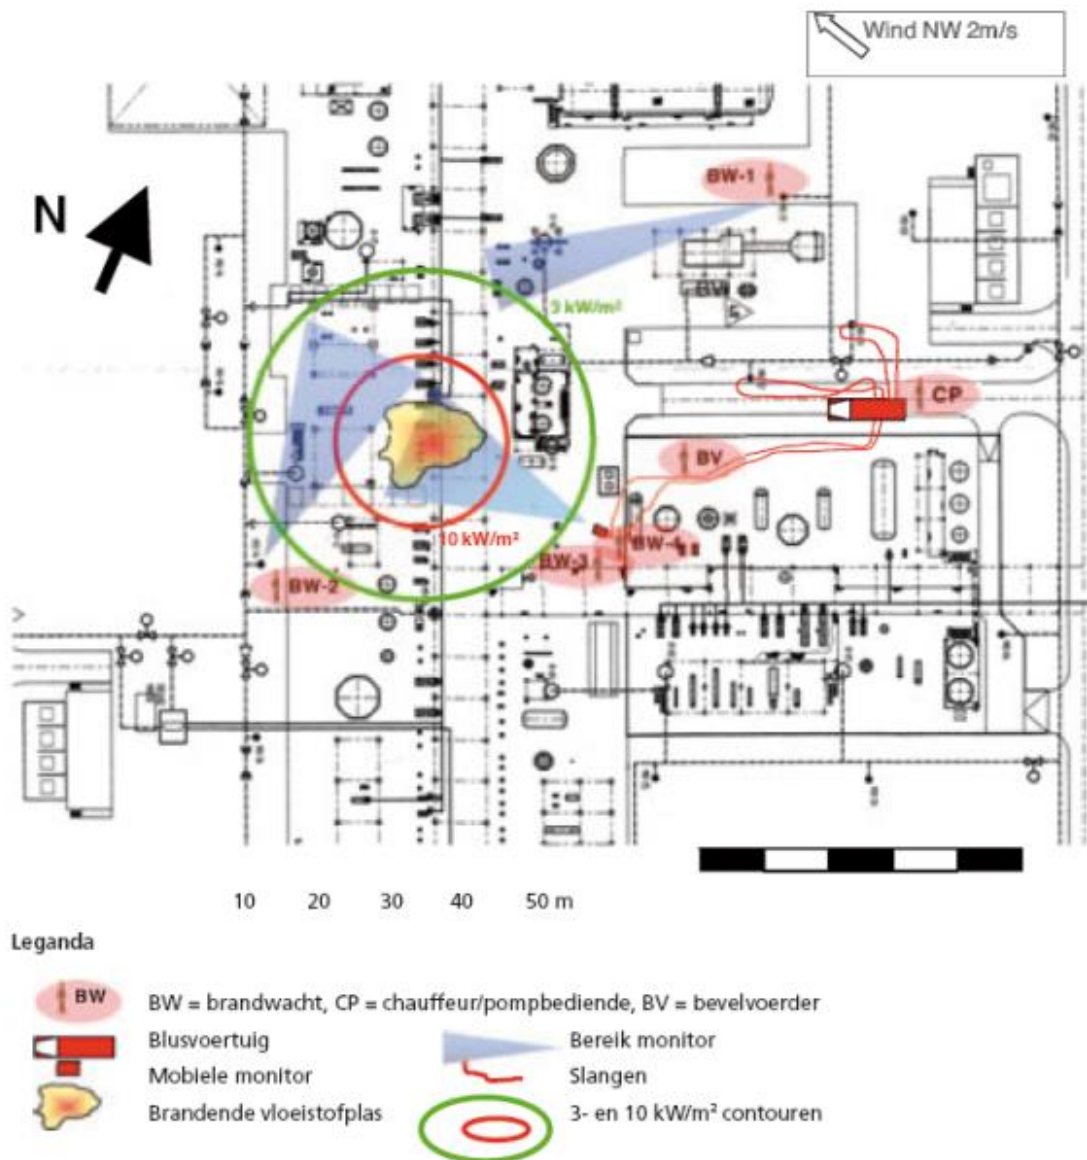 Wind NW 2m/s
BW-1
N
3 kW/m²
CP
BV
BW-4
10 kW/m²
BW-3
BW-2
10 20 30 40 50 m
Leganda
BW BW = brandwacht, CP = chauffeur/pompbediende, BV = bevelvoerder
Blusvoertuig Bereik monitor
Mobiele monitor Slangen
Brandende vloeistofplas 3- en 10 kW/m² contouren